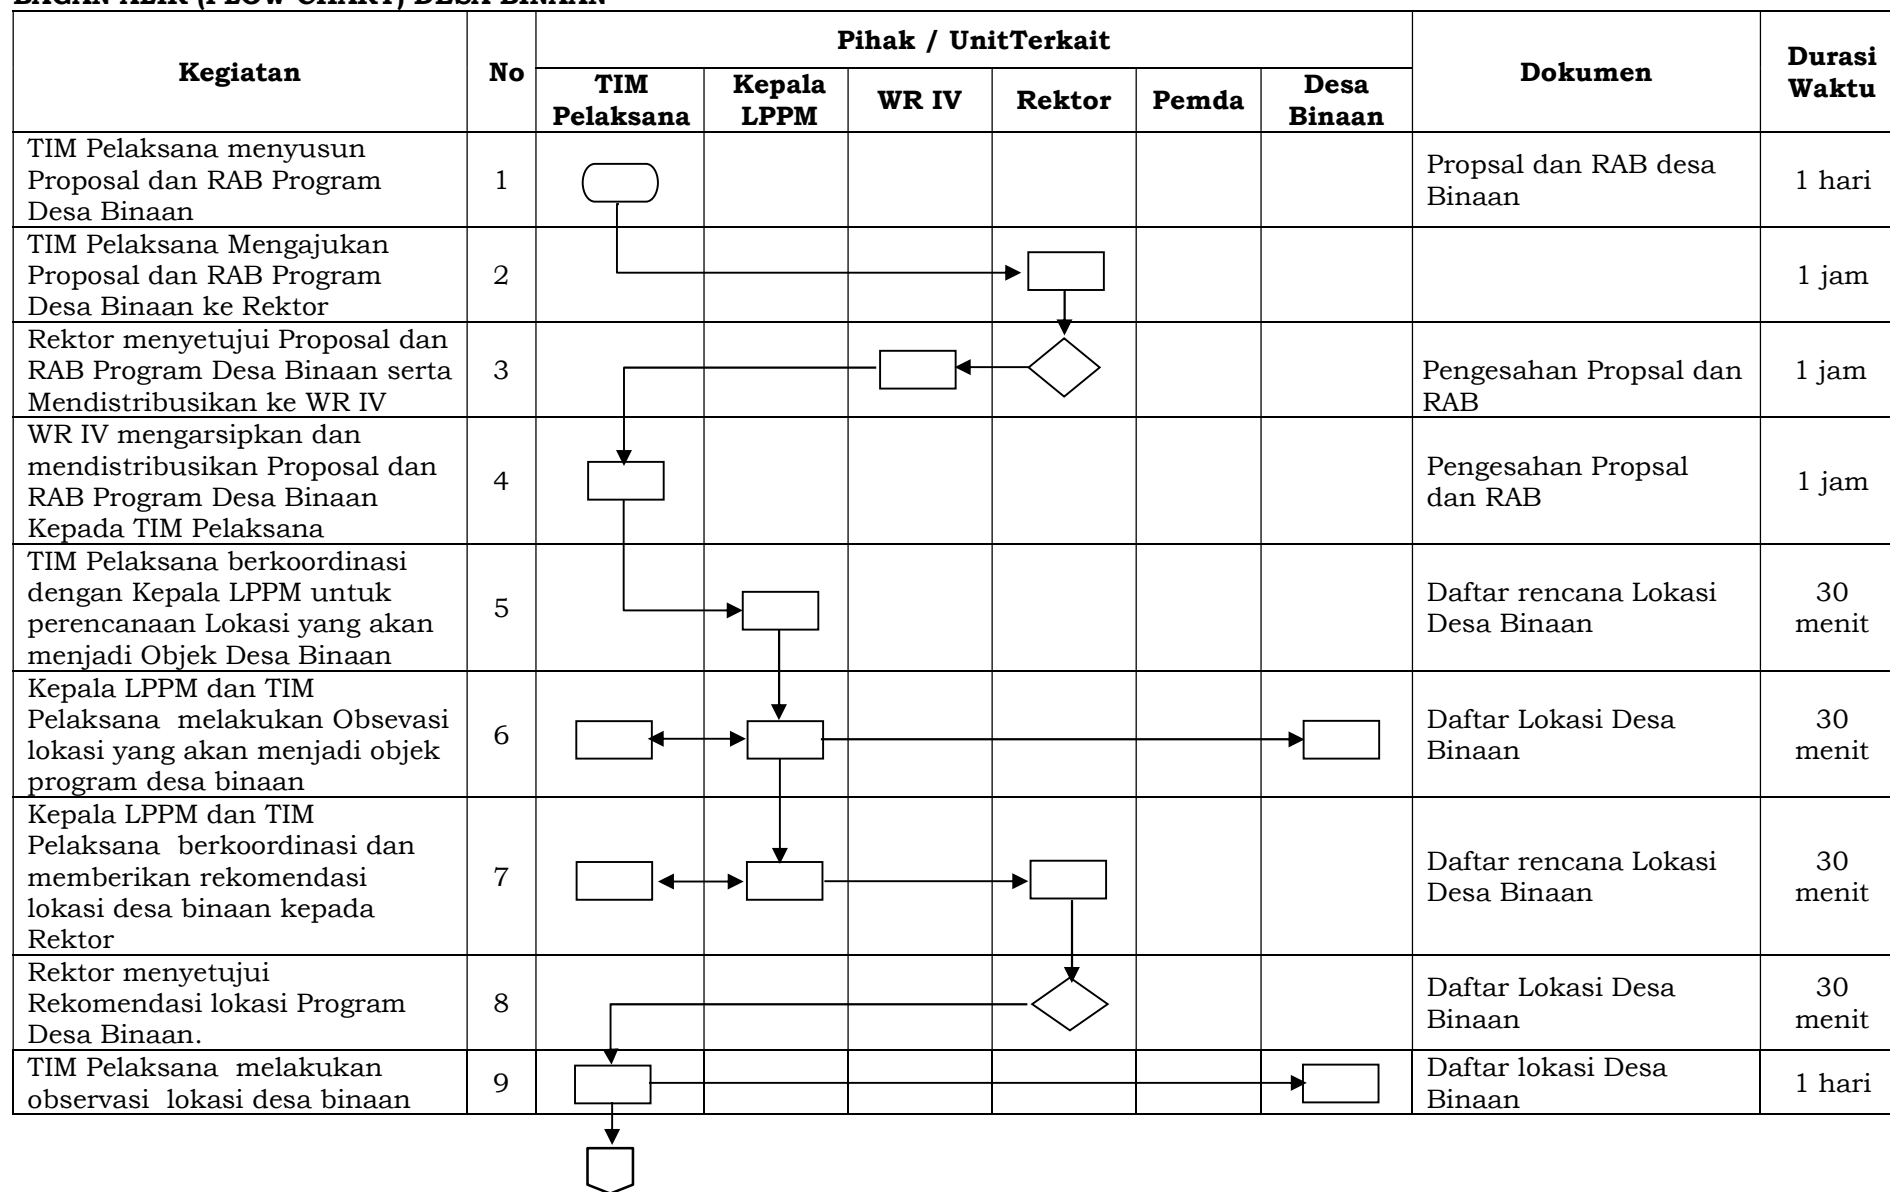 BAGAN ALIR (FLOW CHART) DESA BINAAN
Kegiatan
No
Pihak / UnitTerkait
Dokumen
Durasi
Waktu
TIM
Pelaksana
Kepala
LPPM
WR IV
Rektor
Pemda
Desa
Binaan
TIM Pelaksana menyusun
Proposal dan RAB Program
Desa Binaan
1
Propsal dan RAB desa
Binaan
1 hari
TIM Pelaksana Mengajukan
Proposal dan RAB Program
Desa Binaan ke Rektor
2
1 jam
Rektor menyetujui Proposal dan
RAB Program Desa Binaan serta
Mendistribusikan ke WR IV
3
Pengesahan Propsal dan
RAB
1 jam
WR IV mengarsipkan dan
mendistribusikan Proposal dan
RAB Program Desa Binaan
Kepada TIM Pelaksana
4
Pengesahan Propsal
dan RAB
1 jam
TIM Pelaksana berkoordinasi
dengan Kepala LPPM untuk
perencanaan Lokasi yang akan
menjadi Objek Desa Binaan
5
Daftar rencana Lokasi
Desa Binaan
30
menit
Kepala LPPM dan TIM
Pelaksana  melakukan Obsevasi
lokasi yang akan menjadi objek
program desa binaan
6
Daftar Lokasi Desa
Binaan
30
menit
Kepala LPPM dan TIM
Pelaksana  berkoordinasi dan
memberikan rekomendasi
lokasi desa binaan kepada
Rektor
7
Daftar rencana Lokasi
Desa Binaan
30
menit
Rektor menyetujui
Rekomendasi lokasi Program
Desa Binaan.
8
Daftar Lokasi Desa
Binaan
30
menit
TIM Pelaksana  melakukan
observasi  lokasi desa binaan
9
Daftar lokasi Desa
Binaan
1 hari